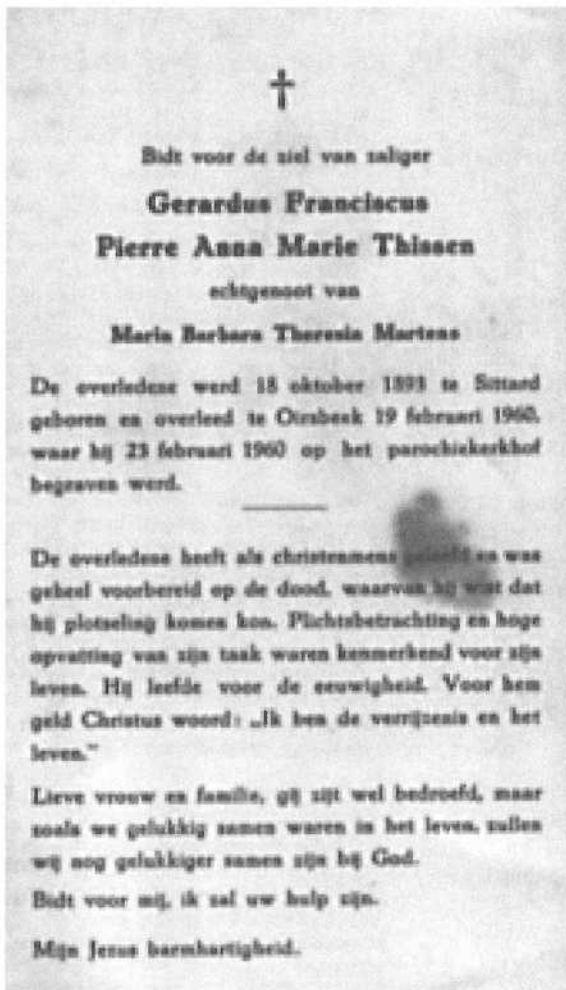 Bidt voor de ziel van zaliger
Gerardus Franciscus
Pierre Anna Marie Thissen
echtgenoot van
Maria Barbara Theresia Martens
De overledene werd 18 oktober 1893 te Sittard
geboren en overleed te Oirsbeek 19 februari 1960,
waar hij 23 februari 1960 op het parochiekerkhof
begraven werd.
De overledene heeft als christenmens geleefd en was
geheel voorbereid op de dood, waarvan hij wist dat
hij plotseling komen kon. Plichtsbetrachting en hoge
opvatting van zijn taak waren kenmerkend voor zijn
leven. Hij leefde voor de eeuwigheid. Voor hem
geld Christus woord: „Ik ben de verrijzenis en het
leven."
Lieve vrouw en familie, gij zijt wel bedroefd, maar
zoals we gelukkig samen waren in het leven, zullen
wij nog gelukkiger samen zijn bij God.
Bidt voor mij, ik zal uw hulp zijn.
Mijn Jezus barmhartigheid.